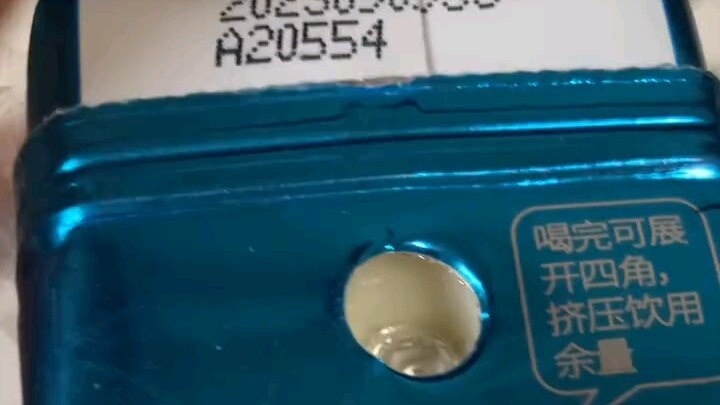 A20554
喝完可展
开四角,
挤压饮用
余量